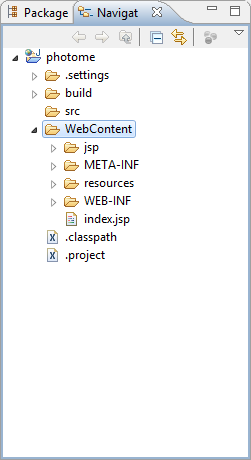 Package Navigat
photome
.settings
build
src
WebContent
jsp
META-INF
resources
WEB-INF
index.jsp
.classpath
.project